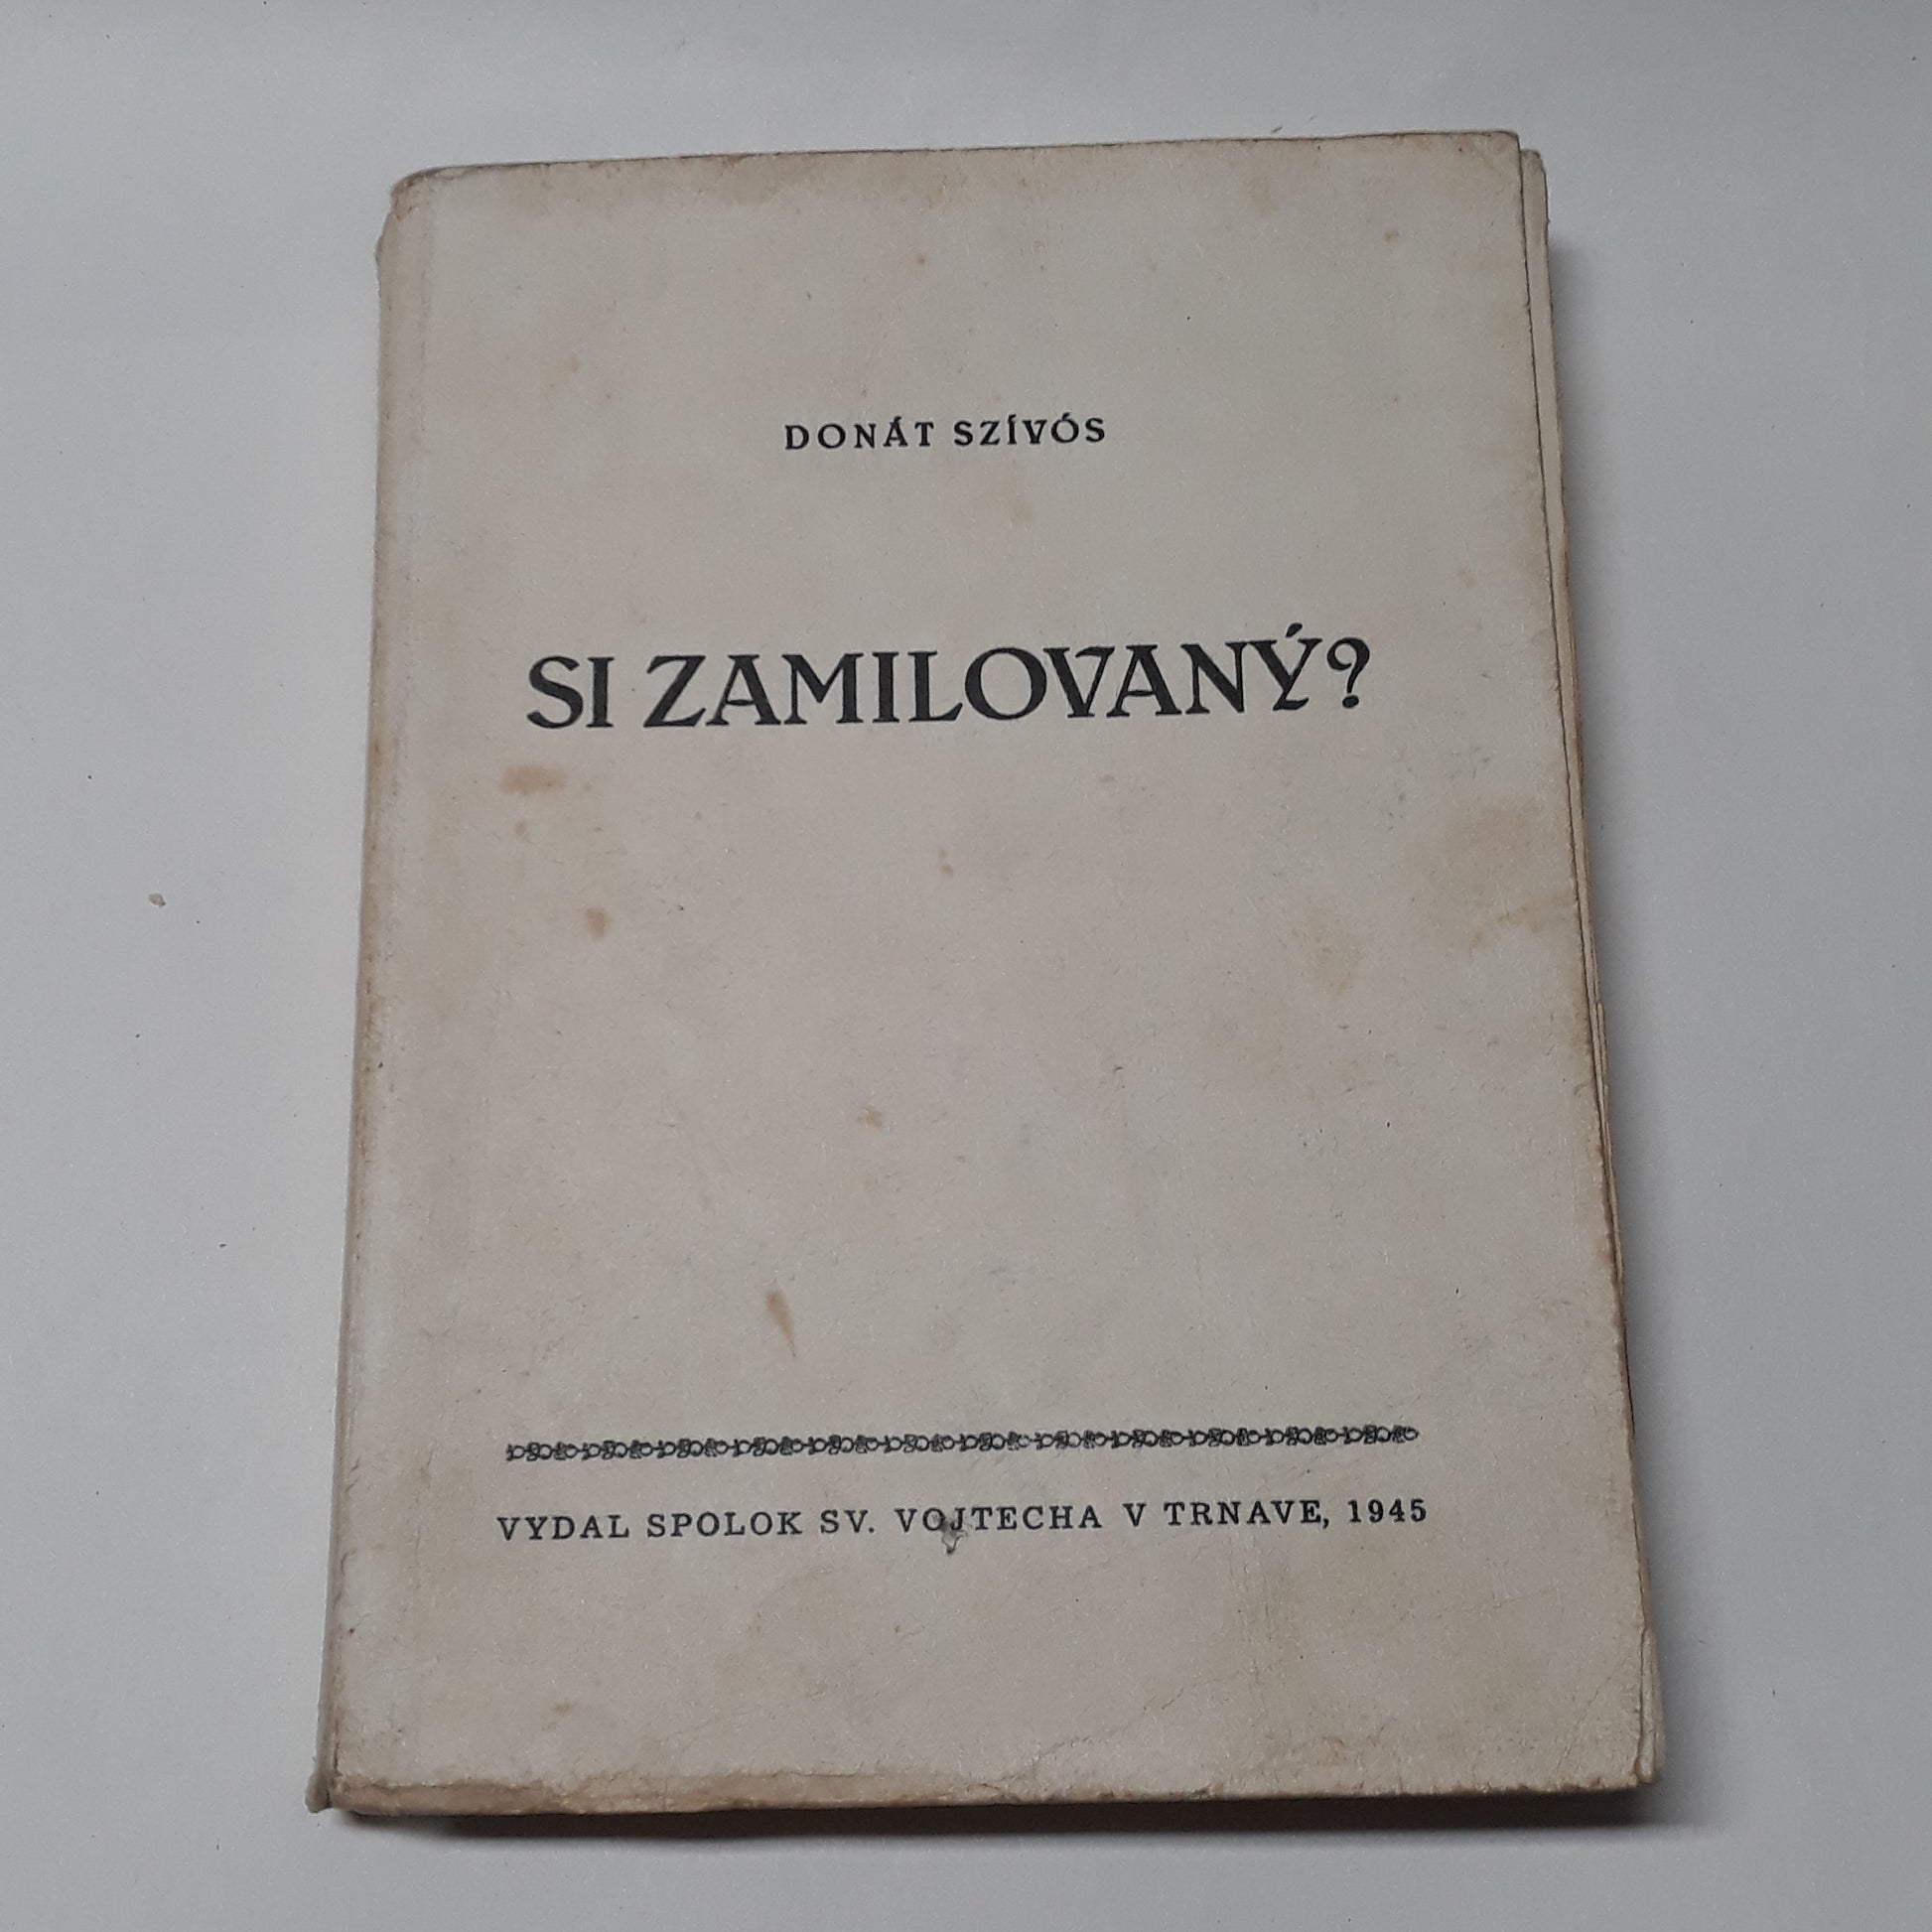 DONÁT SZÍVÓS
SI ZAMILOVANÝ?
VYDAL SPOLOK SV. VOJTECHA V TRNAVE, 1945